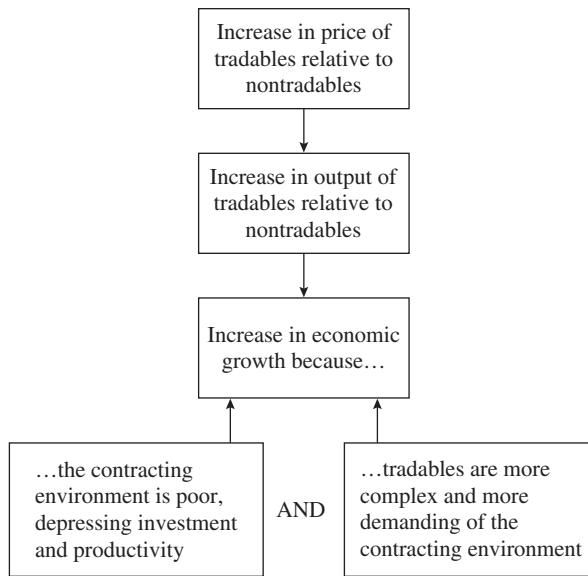 Increase in price of
tradables relative to
nontradables
Increase in output of
tradables relative to
nontradables
Increase in economic
growth because…
…the contracting
environment is poor,
depressing investment
and productivity
AND
…tradables are more
complex and more
demanding of the
contracting environment